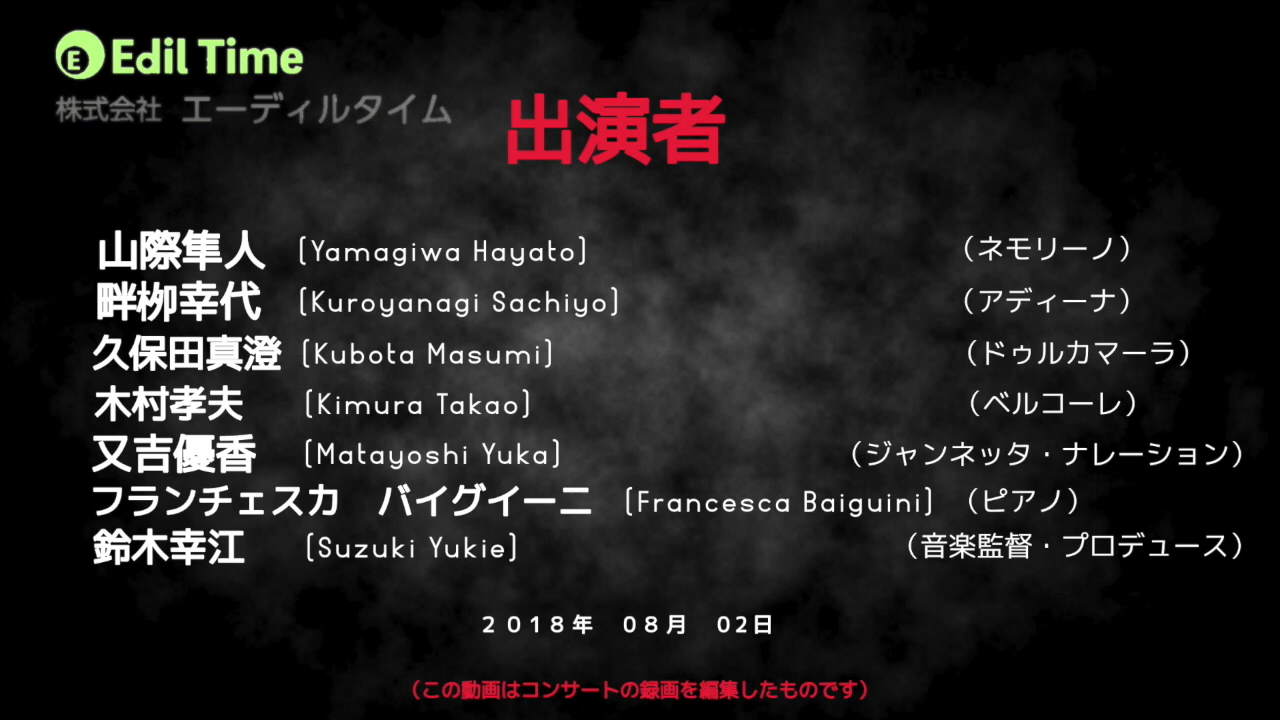 E Edil Time
株式会社 エーディルタイム
出演者
山際隼人 (Yamagiwa Hayato) （ネモリーノ）
畔栁幸代 (Kuroyanagi Sachiyo) （アディーナ）
久保田真澄 (Kubota Masumi) （ドゥルカマーラ）
木村孝夫 (Kimura Takao) （ベルコーレ）
又吉優香 (Matayoshi Yuka) （ジャンネッタ・ナレーション）
フランチェスカ　バイグイーニ (Francesca Baiguini) （ピアノ）
鈴木幸江 (Suzuki Yukie) （音楽監督・プロデュース）
２０１８年　０８月　02日
（この動画はコンサートの録画を編集したものです）